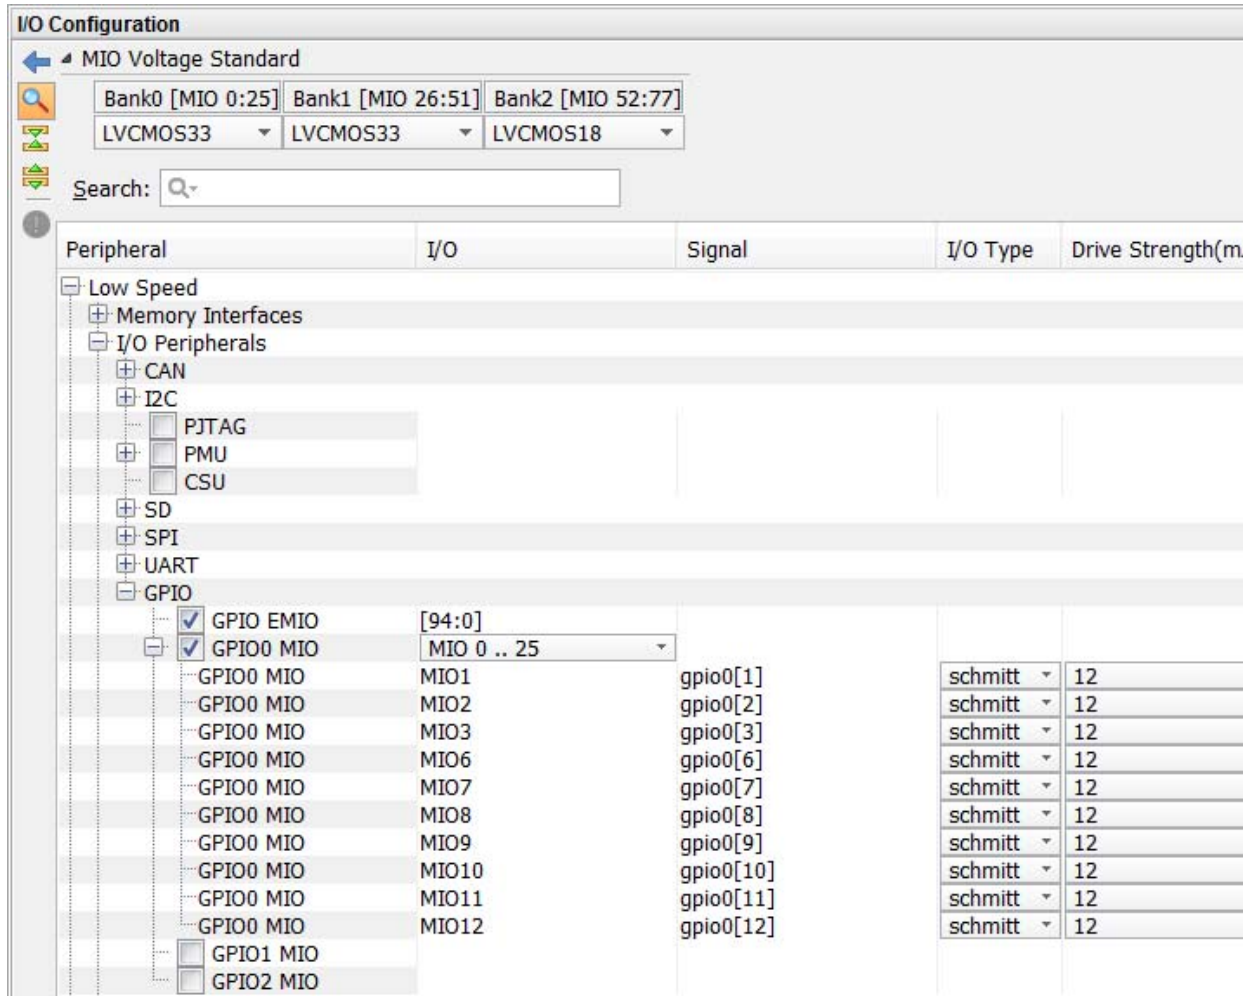 I/O Configuration
MIO Voltage Standard
Bank0 [MIO 0:25] Bank1 [MIO 26:51] Bank2 [MIO 52:77]
LVCMOS33 LVCMOS33 LVCMOS18
Search:
Peripheral I/O Signal I/O Type Drive Strength(m
Low Speed
Memory Interfaces
I/O Peripherals
CAN
I2C
PJTAG
PMU
CSU
SD
SPI
UART
GPIO
GPIO EMIO [94:0]
GPIO0 MIO MIO 0 .. 25
GPIO0 MIO MIO1 gpio0[1] schmitt 12
GPIO0 MIO MIO2 gpio0[2] schmitt 12
GPIO0 MIO MIO3 gpio0[3] schmitt 12
GPIO0 MIO MIO6 gpio0[6] schmitt 12
GPIO0 MIO MIO7 gpio0[7] schmitt 12
GPIO0 MIO MIO8 gpio0[8] schmitt 12
GPIO0 MIO MIO9 gpio0[9] schmitt 12
GPIO0 MIO MIO10 gpio0[10] schmitt 12
GPIO0 MIO MIO11 gpio0[11] schmitt 12
GPIO0 MIO MIO12 gpio0[12] schmitt 12
GPIO1 MIO
GPIO2 MIO